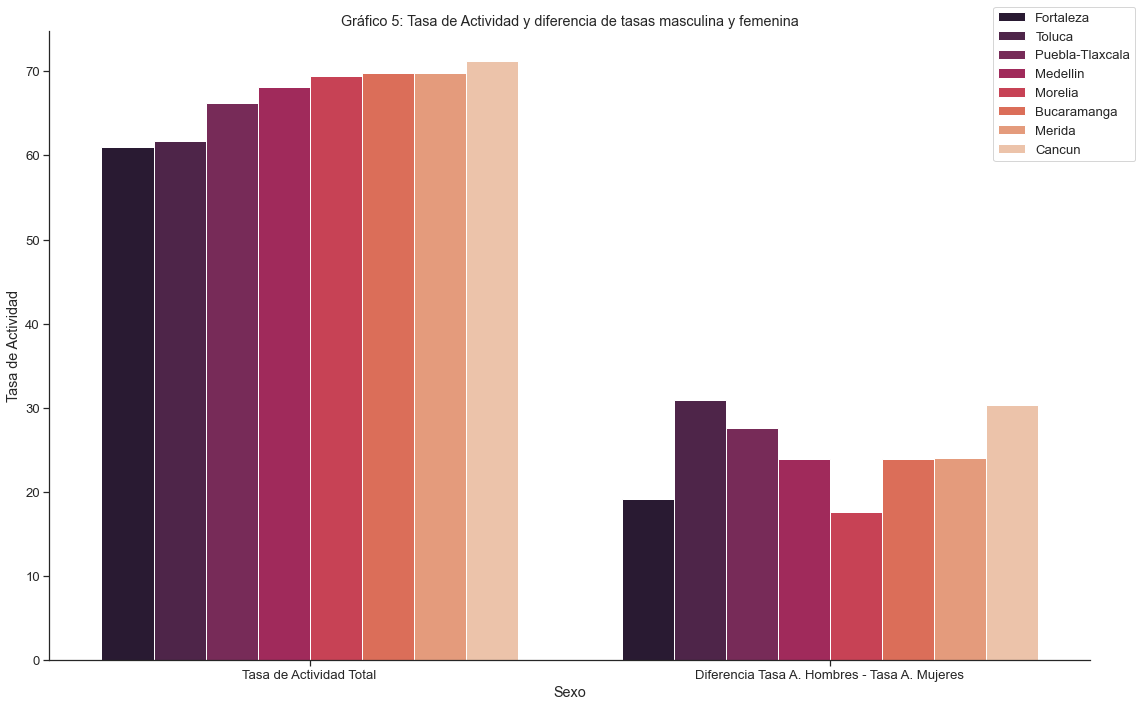 Gráfico 5: Tasa de Actividad y diferencia de tasas masculina y femenina
Fortaleza
Toluca
Puebla-Tlaxcala
Medellin
Morelia
Bucaramanga
Merida
Cancun
Tasa de Actividad
70
60
50
40
30
20
10
0
Tasa de Actividad Total
Diferencia Tasa A. Hombres - Tasa A. Mujeres
Sexo